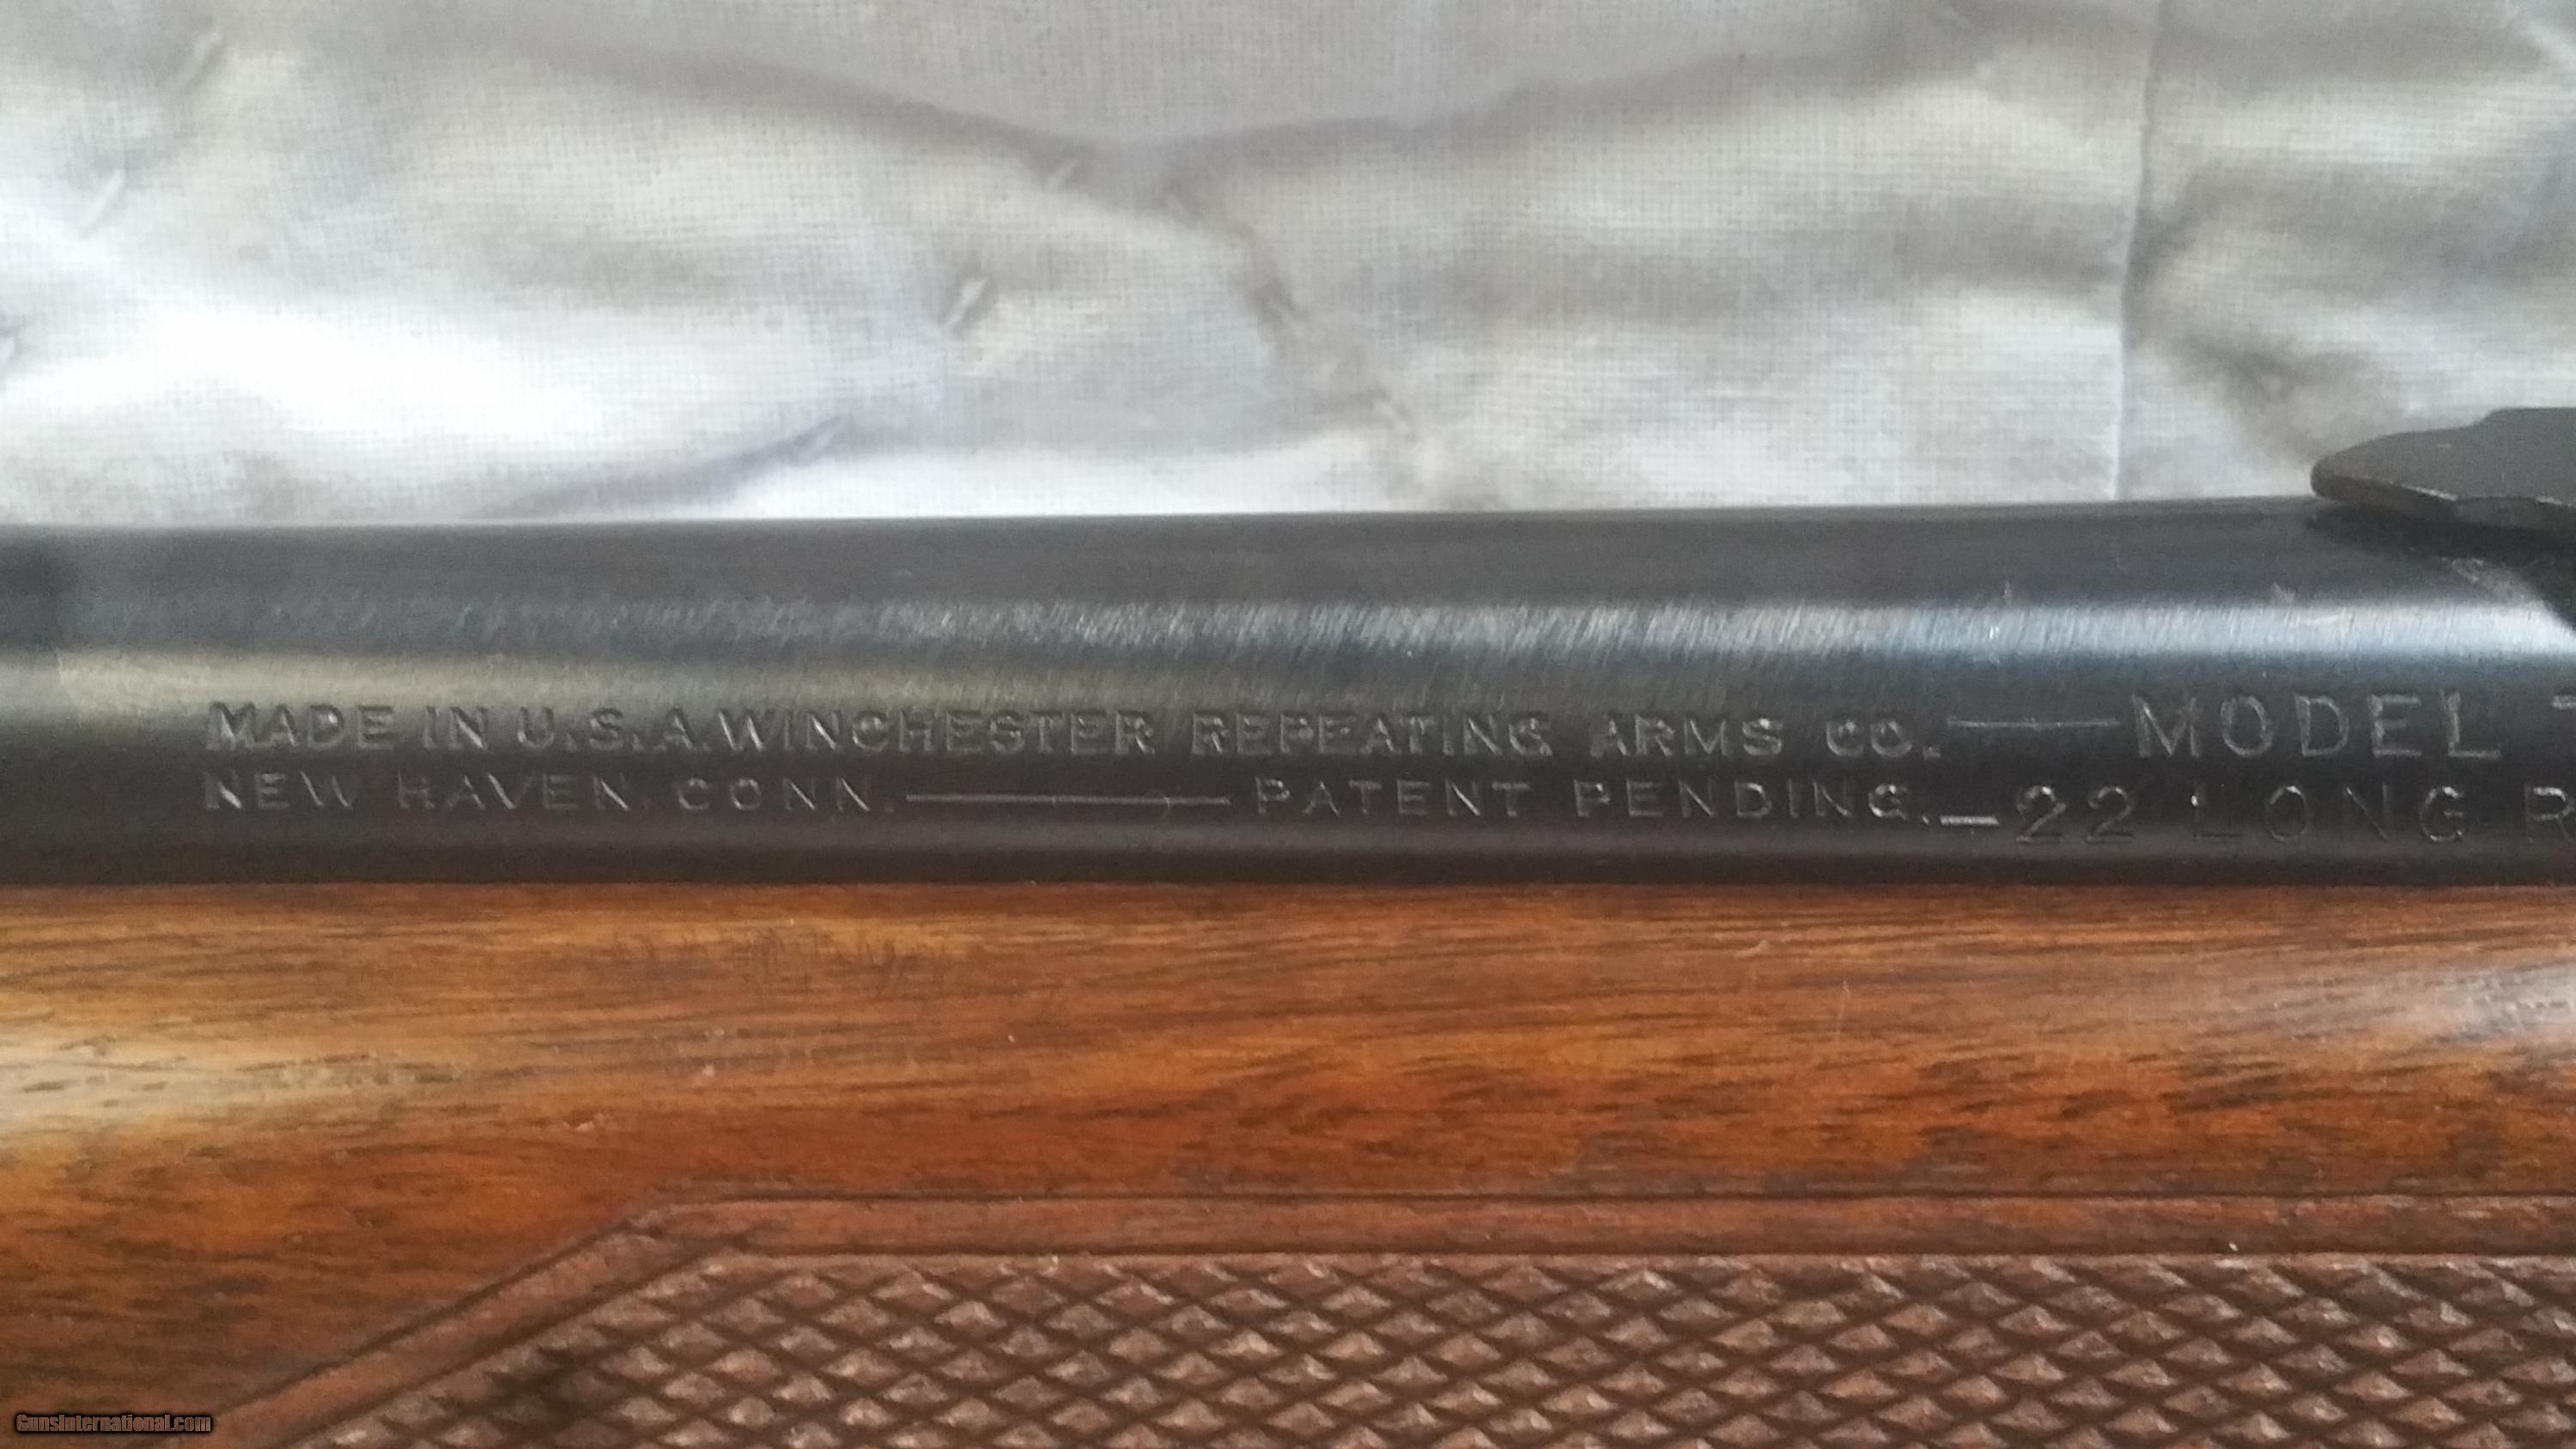 MADE IN U.S.A. WINCHESTER REPEATING ARMS CO. — MODEL
NEW HAVEN, CONN. — PATENT PENDING. — 22 LONG R
GunsInternational.com